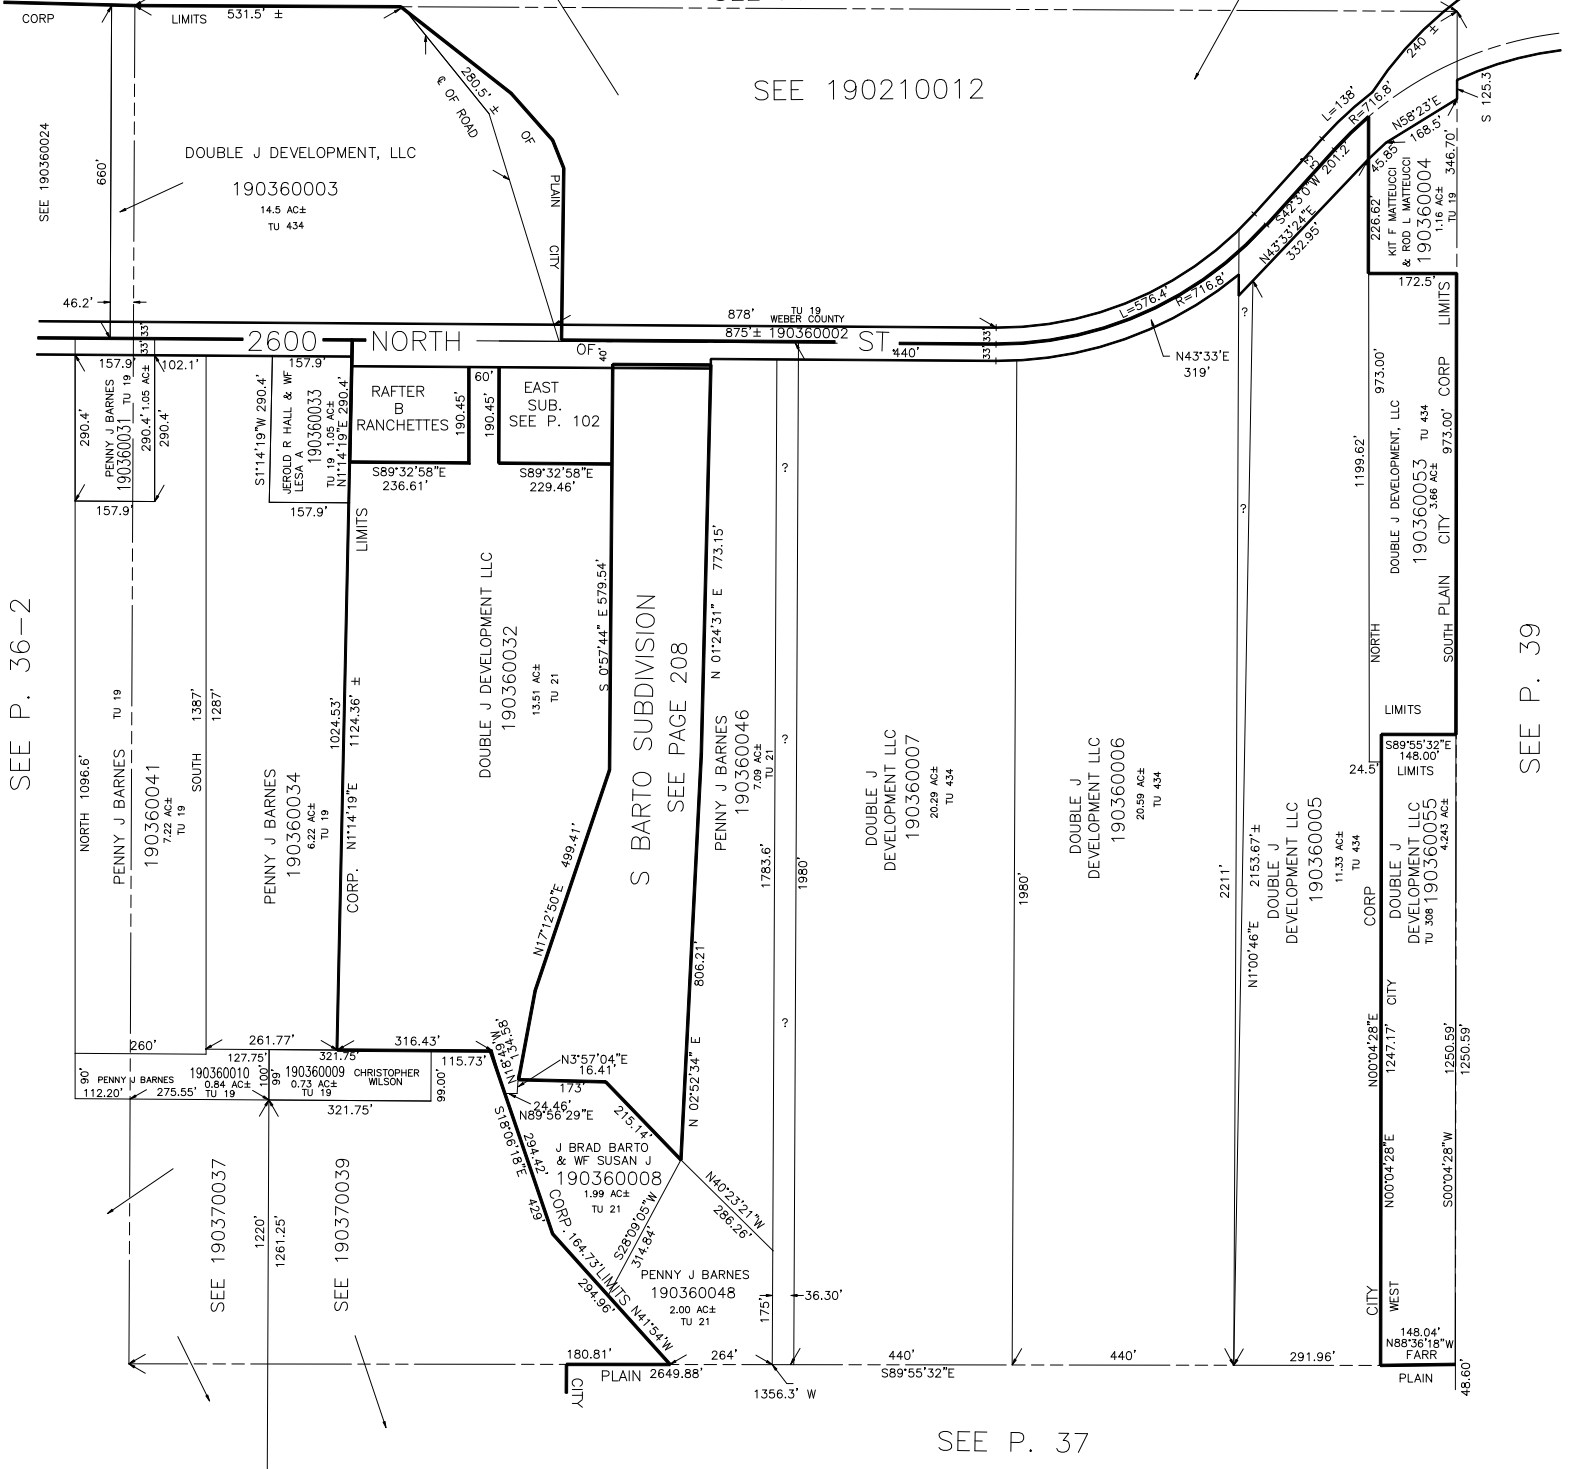 CORP
LIMITS
531.5' ±
SEE 190360024
660'
DOUBLE J DEVELOPMENT, LLC
190360003
14.5 AC±
TU 434
280.5' ±
℄ OF ROAD
OF
PLAIN
CITY
SEE 190210012
240 ±
L=138'
R=716.8'
N58°23'E
168.5'
S 125.3
33
33
S42°3'0"W 201.2'
45.85'
N43°33'24"E
332.95'
226.62'
KIT F MATTEUCCI
& ROD L MATTEUCCI
190360004
1.16 AC±
TU 19
346.70'
172.5'
46.2'
33'
33'
2600 NORTH ST.
878'
TU 19
WEBER COUNTY
875'± 190360002
OF
40'
440'
33'
33'
L=576.4'
R=716.8'
N43°33'E
319'
157.9'
102.1'
157.9'
290.4'
PENNY J BARNES
190360031
TU 19
290.4' 1.05 AC±
290.4'
157.9'
S1°14'19"W 290.4'
JEROLD R HALL & WF
LESA A
190360033
TU 19 1.05 AC±
N1°14'19"E 290.4'
157.9'
LIMITS
RAFTER
B
RANCHETTES
190.45'
60'
190.45'
EAST
SUB.
SEE P. 102
S89°32'58"E
236.61'
S89°32'58"E
229.46'
SEE P. 36-2
NORTH 1096.6'
PENNY J BARNES TU 19
190360041
7.22 AC±
TU 19
SOUTH 1387'
1287'
PENNY J BARNES
190360034
6.22 AC±
TU 19
1024.53'
1124.36' ±
CORP. N1°14'19"E
DOUBLE J DEVELOPMENT LLC
190360032
13.51 AC±
TU 21
S 0°57'44" E 579.54'
N17°12'50"E 499.41'
S BARTO SUBDIVISION
SEE PAGE 208
N 01°24'31" E 773.15'
N 02°52'34" E 806.21'
PENNY J BARNES
190360046
7.09 AC±
TU 21
?
?
?
1783.6'
1980'
DOUBLE J
DEVELOPMENT LLC
190360007
20.29 AC±
TU 434
1980'
DOUBLE J
DEVELOPMENT LLC
190360006
20.59 AC±
TU 434
2211'
?
?
N1°00'46"E 2153.67'±
DOUBLE J
DEVELOPMENT LLC
190360005
11.33 AC±
TU 434
973.00'
1199.62'
NORTH
DOUBLE J DEVELOPMENT, LLC
190360053
3.66 AC±
TU 434
973.00'
SOUTH PLAIN CITY CORP LIMITS
LIMITS
S89°55'32"E
148.00'
LIMITS
24.5'
DOUBLE J
DEVELOPMENT LLC
TU 308 190360055
4.243 AC±
CITY CORP
N00°04'28"E
1247.17'
CITY
N00°04'28"E
WEST
S00°04'28"W
1250.59'
1250.59'
148.04'
N88°36'18"W
FARR
PLAIN
48.60'
SEE P. 39
260'
261.77'
316.43'
127.75'
321.75'
115.73'
90'
PENNY J BARNES
190360010
0.84 AC±
TU 19
100'
99'
190360009
0.73 AC±
TU 19
CHRISTOPHER
WILSON
99.00'
112.20'
275.55'
321.75'
N18°49'W
134.58'
N3°57'04"E
16.41'
173'
24.46'
N89°56'29"E
215.14'
S18°06'18"E
294.42'
429'
J BRAD BARTO
& WF SUSAN J
190360008
1.99 AC±
TU 21
N40°23'21"W
286.26'
S28°09'05"W
314.84'
CORP. LIMITS
164.73'
294.96'
N41°54'W
PENNY J BARNES
190360048
2.00 AC±
TU 21
175'
36.30'
SEE 190370037
1220'
1261.25'
SEE 190370039
180.81'
264'
440'
440'
291.96'
CITY
PLAIN
2649.88'
S89°55'32"E
1356.3' W
SEE P. 37